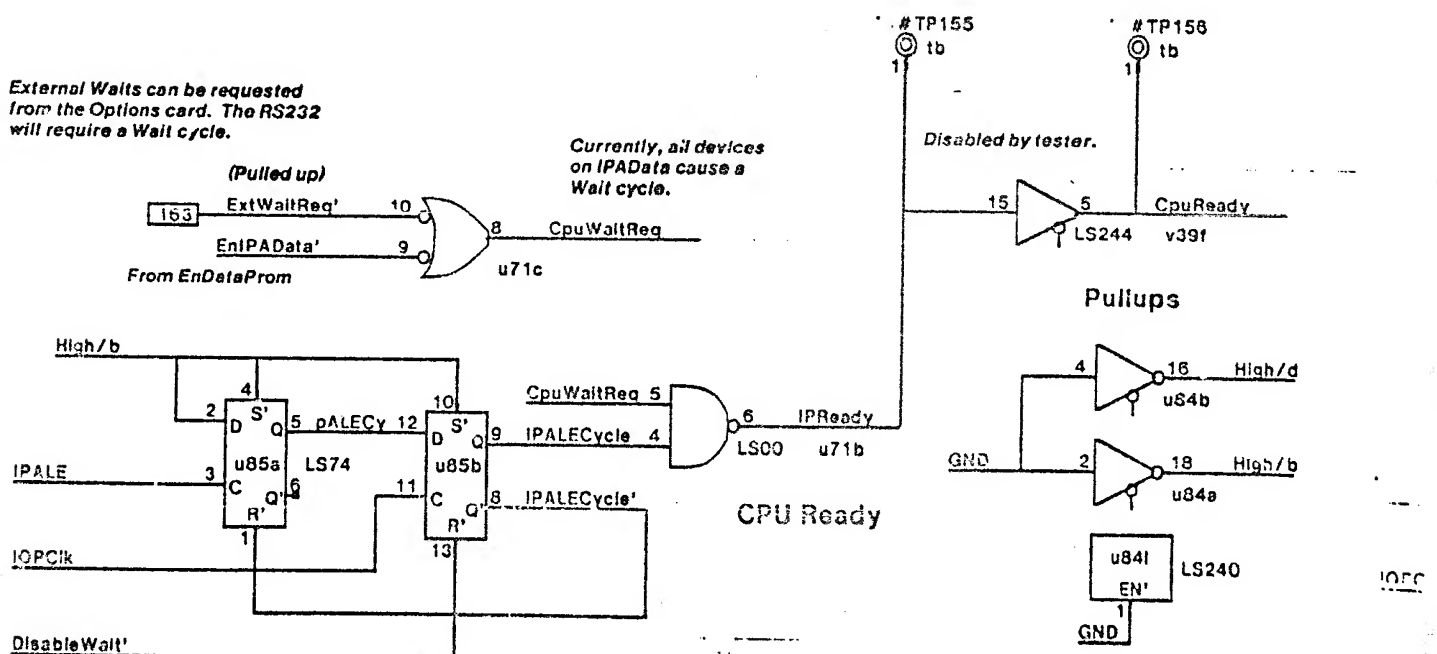 #TP155
tb
1
#TP156
tb
1
External Waits can be requested
from the Options card. The RS232
will require a Wait cycle.
(Pulled up)
163
ExtWaitReq'
10
EnIPAData'
9
From EnDataProm
8
CpuWaitReq
u71c
Currently, all devices
on IPAData cause a
Wait cycle.
Disabled by tester.
15
5
CpuReady
LS244
v39f
Pullups
High/b
4
S'
2
D
Q
5
pALECy
12
u85a
LS74
IPALE
3
C
Q'
6
R'
1
10
S'
D
Q
9
IPALECycle
4
u85b
11
C
Q'
8
IPALECycle'
R'
13
IOPClk
DisableWait'
CpuWaitReq
5
6
IPReady
LS00
u71b
CPU Ready
4
16
High/d
u84b
GND
2
18
High/b
u84a
u84i
LS240
EN'
1
GND